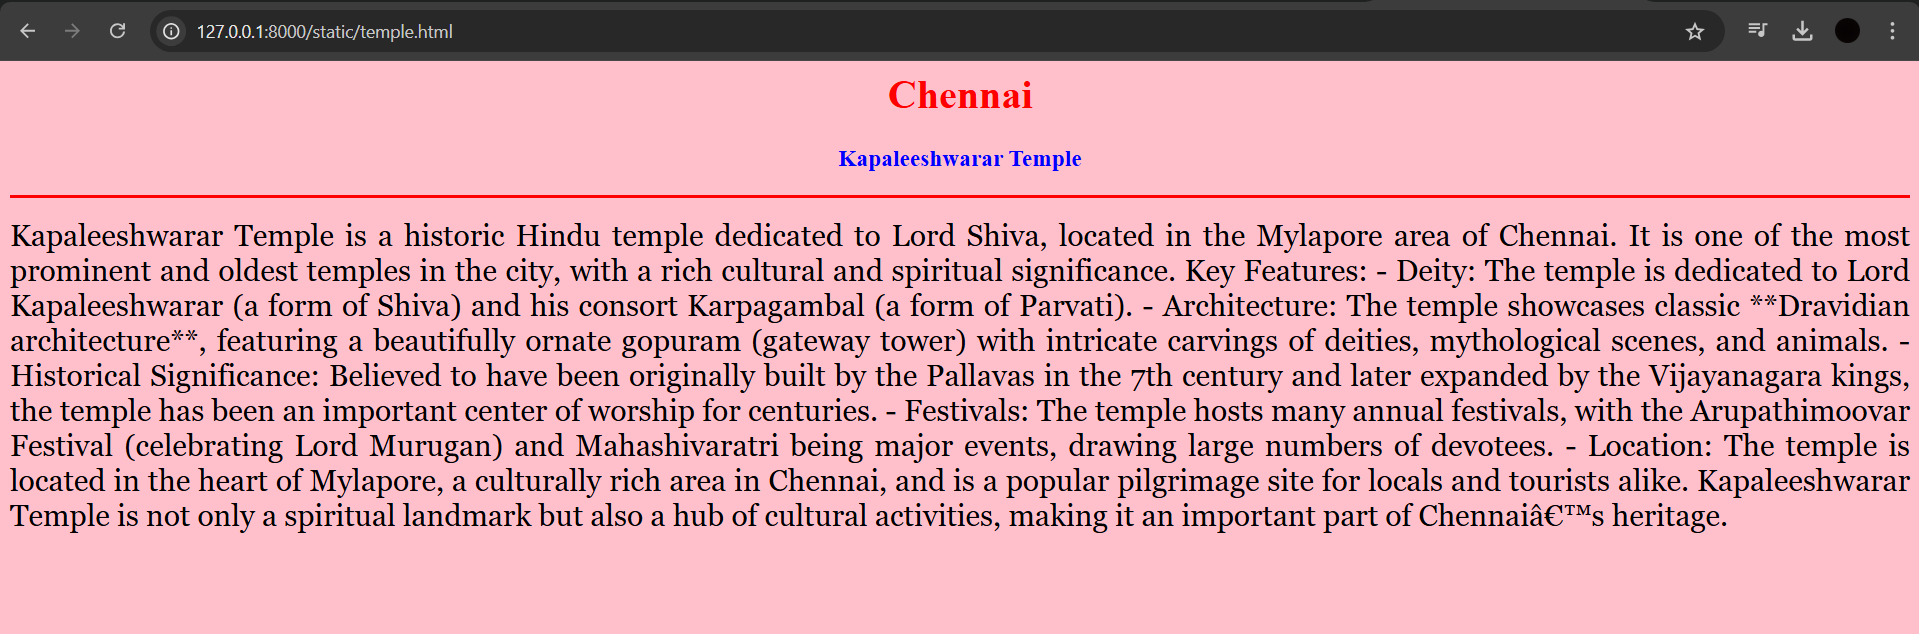 127.0.0.1:8000/static/temple.html
Chennai
Kapaleeshwarar Temple
Kapaleeshwarar Temple is a historic Hindu temple dedicated to Lord Shiva, located in the Mylapore area of Chennai. It is one of the most
prominent and oldest temples in the city, with a rich cultural and spiritual significance. Key Features: - Deity: The temple is dedicated to Lord
Kapaleeshwarar (a form of Shiva) and his consort Karpagambal (a form of Parvati). - Architecture: The temple showcases classic **Dravidian
architecture**, featuring a beautifully ornate gopuram (gateway tower) with intricate carvings of deities, mythological scenes, and animals. -
Historical Significance: Believed to have been originally built by the Pallavas in the 7th century and later expanded by the Vijayanagara kings,
the temple has been an important center of worship for centuries. - Festivals: The temple hosts many annual festivals, with the Arupathimoovar
Festival (celebrating Lord Murugan) and Mahashivaratri being major events, drawing large numbers of devotees. - Location: The temple is
located in the heart of Mylapore, a culturally rich area in Chennai, and is a popular pilgrimage site for locals and tourists alike. Kapaleeshwarar
Temple is not only a spiritual landmark but also a hub of cultural activities, making it an important part of Chennaiâ€™s heritage.